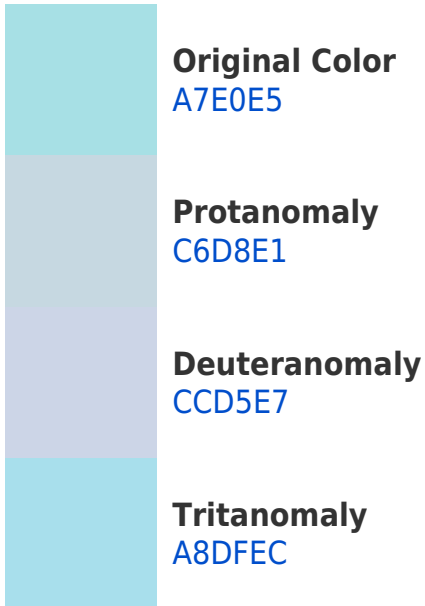 Original Color
A7E0E5
Protanomaly
C6D8E1
Deuteranomaly
CCD5E7
Tritanomaly
A8DFEC